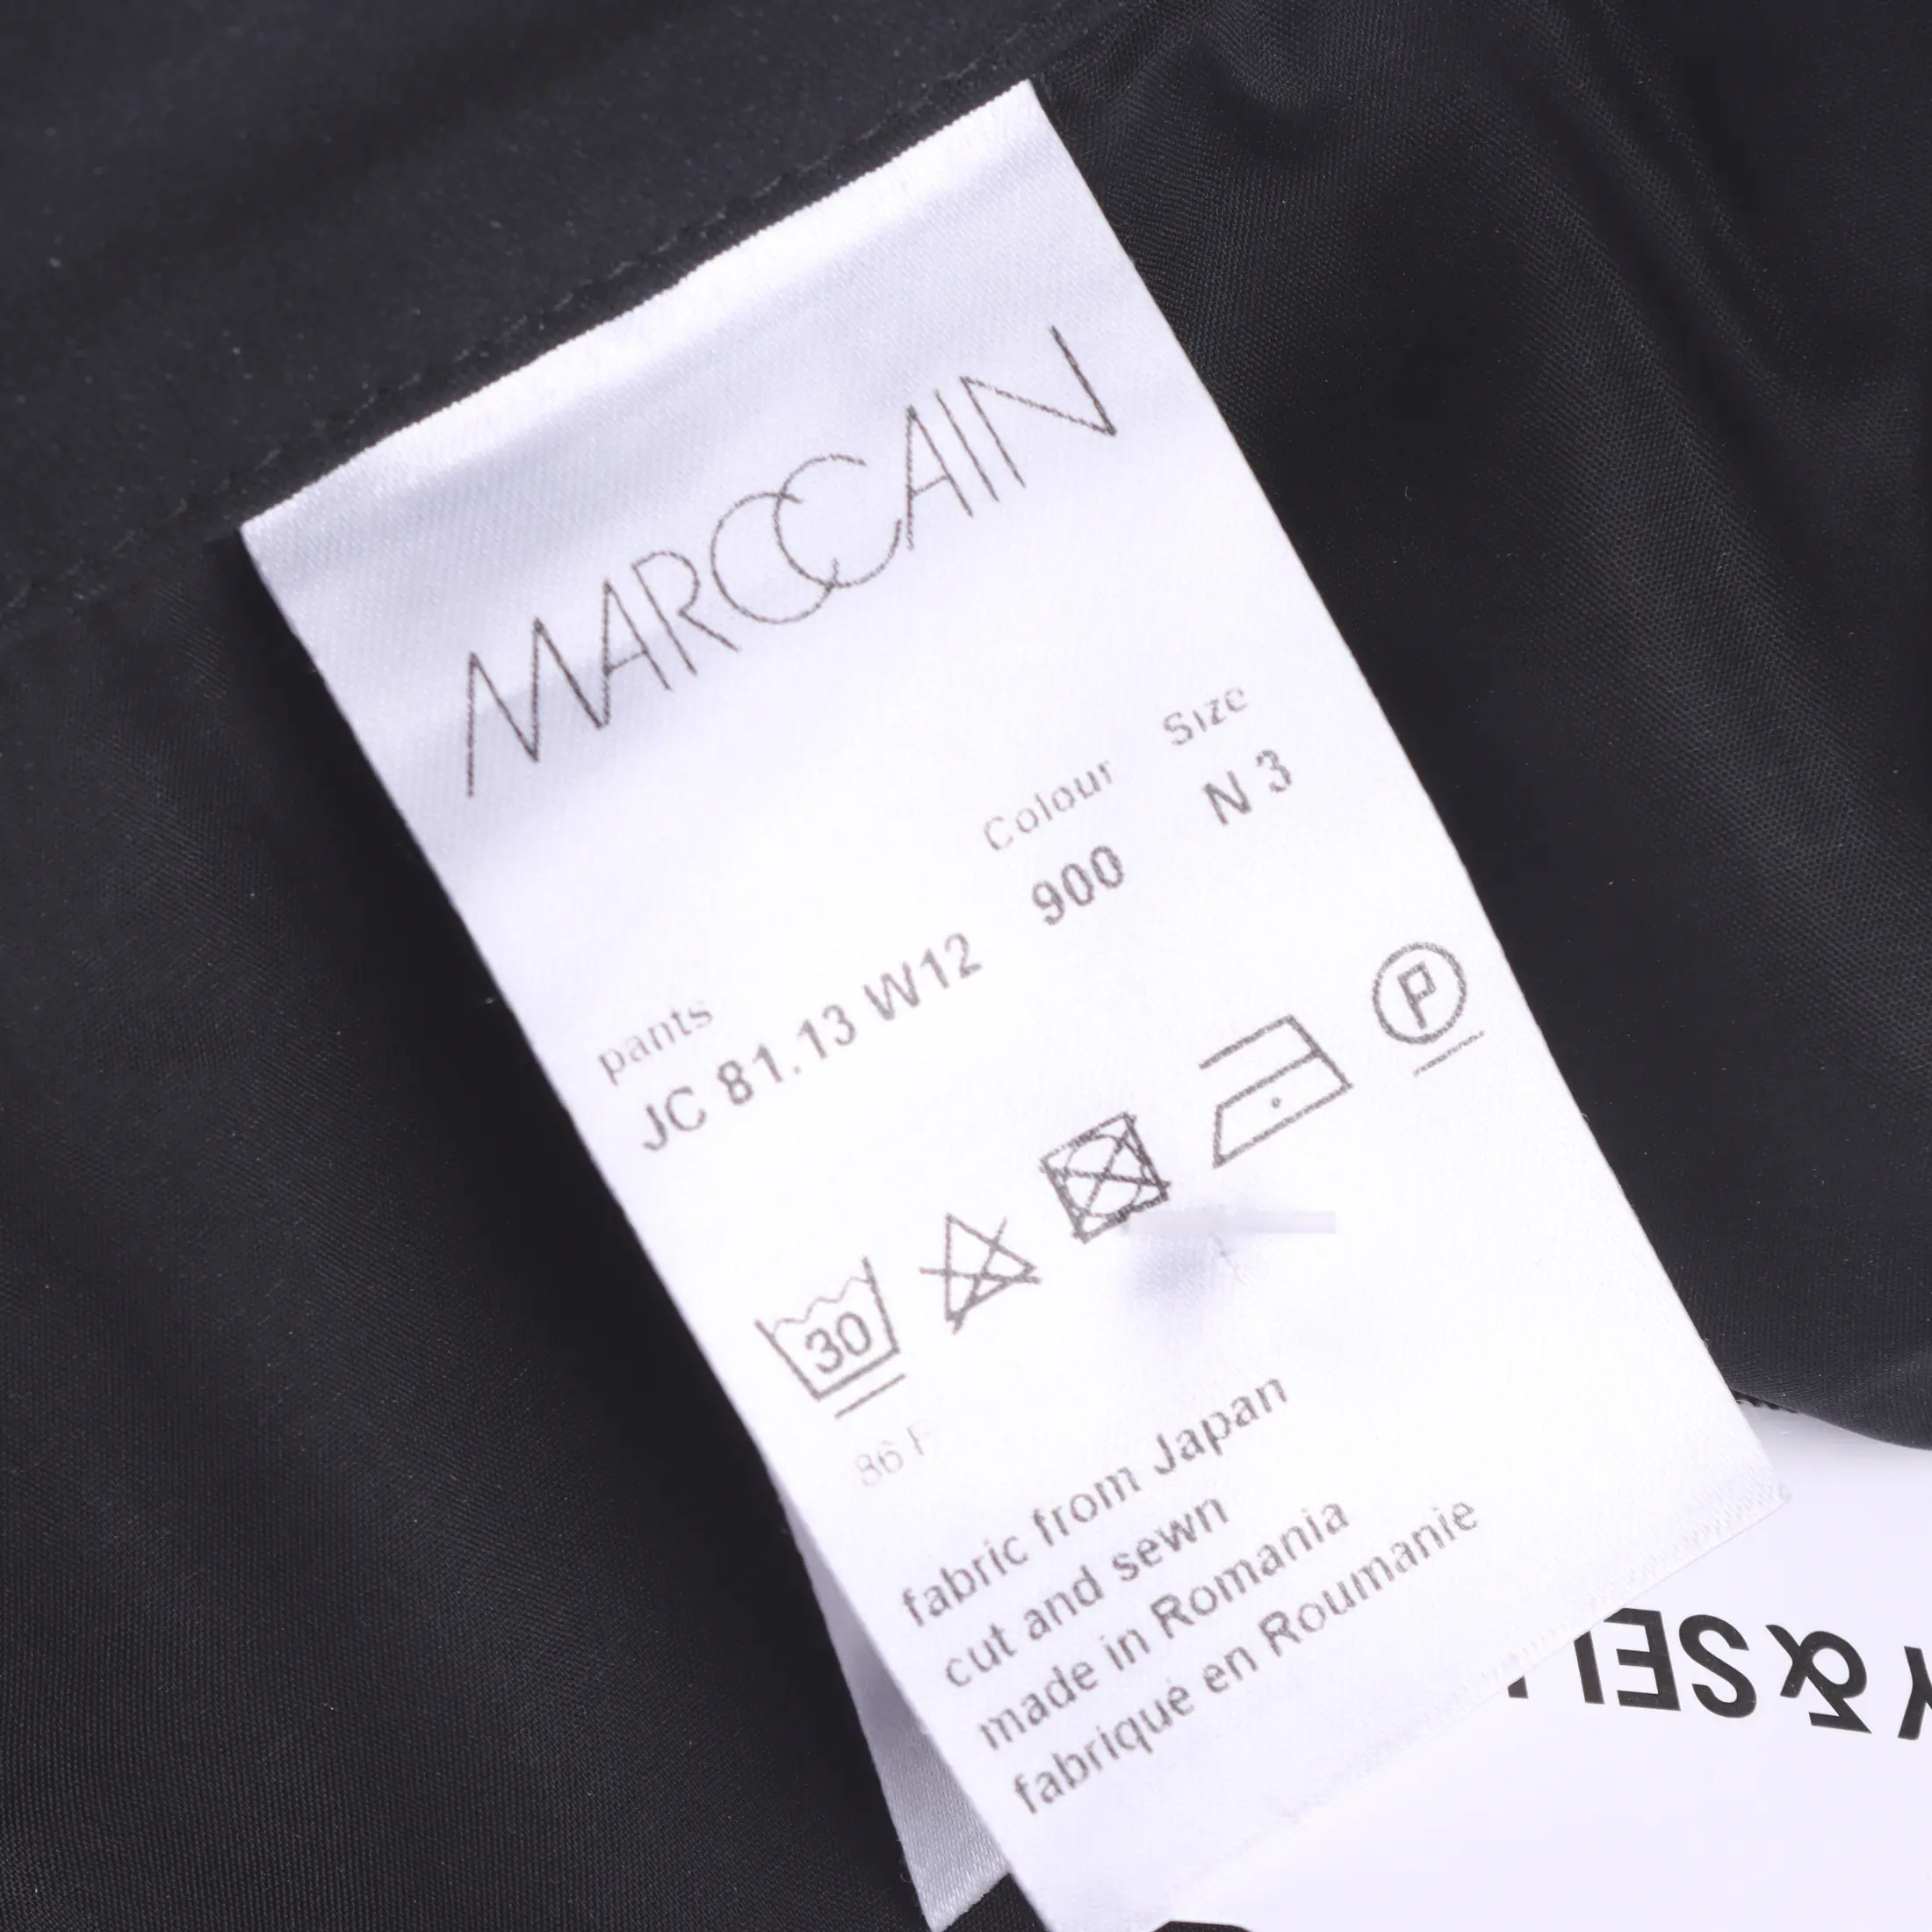 MARCCAIN
Colour Size
pants
JC 81.13 W12 900 N 3
30
P
86 F
fabric from Japan
cut and sewn
made in Romania
fabriqué en Roumanie
Y & SEL